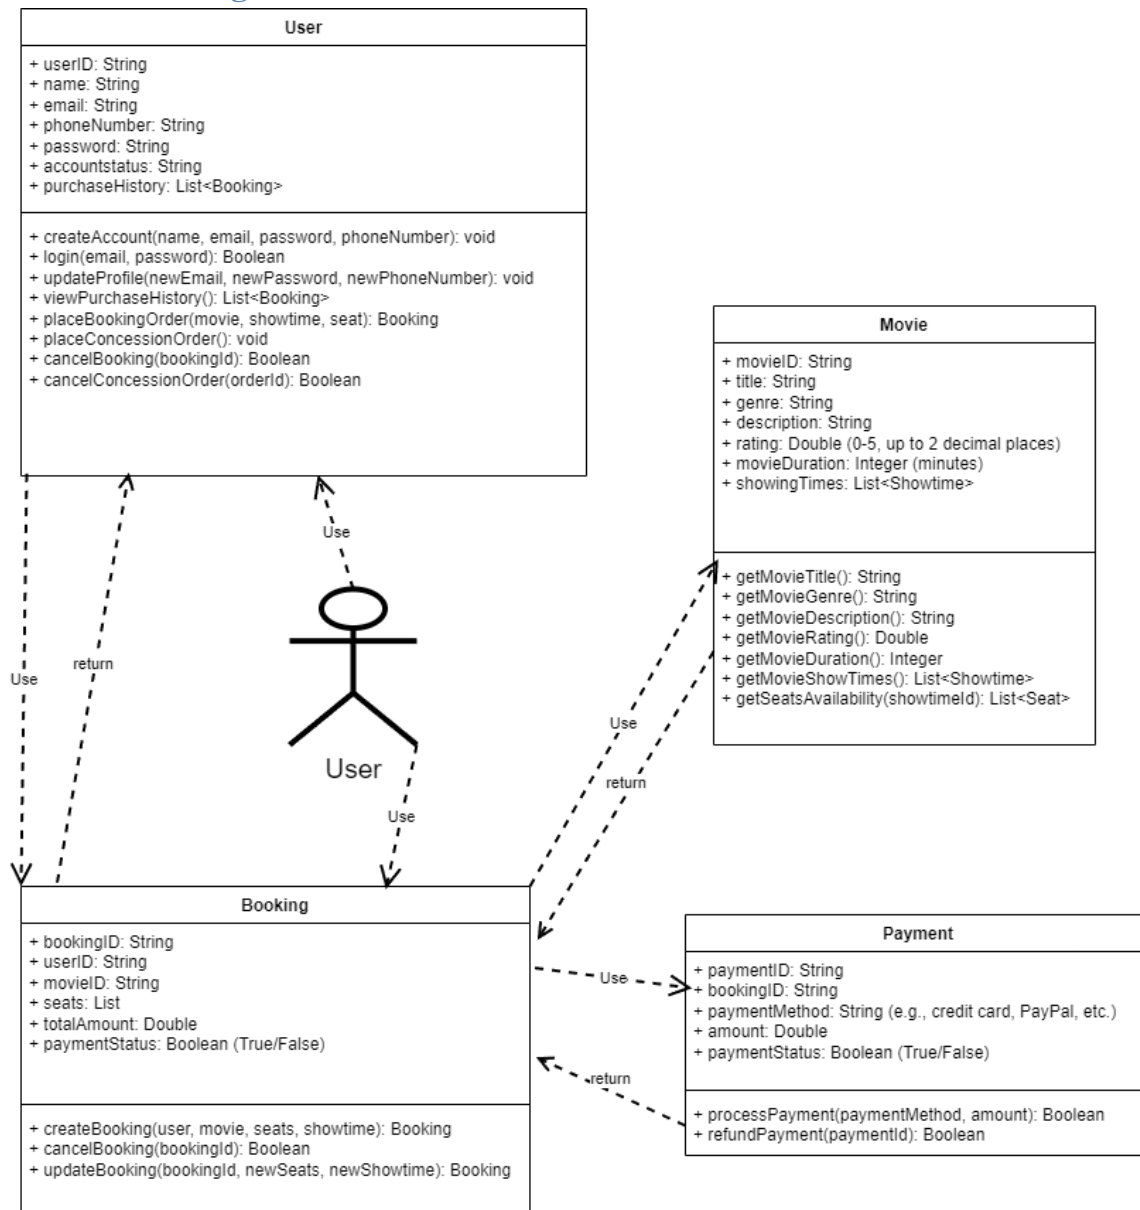 User
+ userID: String
+ name: String
+ email: String
+ phoneNumber: String
+ password: String
+ accountstatus: String
+ purchaseHistory: List<Booking>
+ createAccount(name, email, password, phoneNumber): void
+ login(email, password): Boolean
+ updateProfile(newEmail, newPassword, newPhoneNumber): void
+ viewPurchaseHistory(): List<Booking>
+ placeBookingOrder(movie, showtime, seat): Booking
+ placeConcessionOrder(): void
+ cancelBooking(bookingId): Boolean
+ cancelConcessionOrder(orderId): Boolean
Movie
+ movieID: String
+ title: String
+ genre: String
+ description: String
+ rating: Double (0-5, up to 2 decimal places)
+ movieDuration: Integer (minutes)
+ showingTimes: List<Showtime>
+ getMovieTitle(): String
+ getMovieGenre(): String
+ getMovieDescription(): String
+ getMovieRating(): Double
+ getMovieDuration(): Integer
+ getMovieShowTimes(): List<Showtime>
+ getSeatsAvailability(showtimeId): List<Seat>
Use
return
Use
User
Use
Use
return
Booking
+ bookingID: String
+ userID: String
+ movieID: String
+ seats: List
+ totalAmount: Double
+ paymentStatus: Boolean (True/False)
+ createBooking(user, movie, seats, showtime): Booking
+ cancelBooking(bookingId): Boolean
+ updateBooking(bookingId, newSeats, newShowtime): Booking
Use
return
Payment
+ paymentID: String
+ bookingID: String
+ paymentMethod: String (e.g., credit card, PayPal, etc.)
+ amount: Double
+ paymentStatus: Boolean (True/False)
+ processPayment(paymentMethod, amount): Boolean
+ refundPayment(paymentId): Boolean